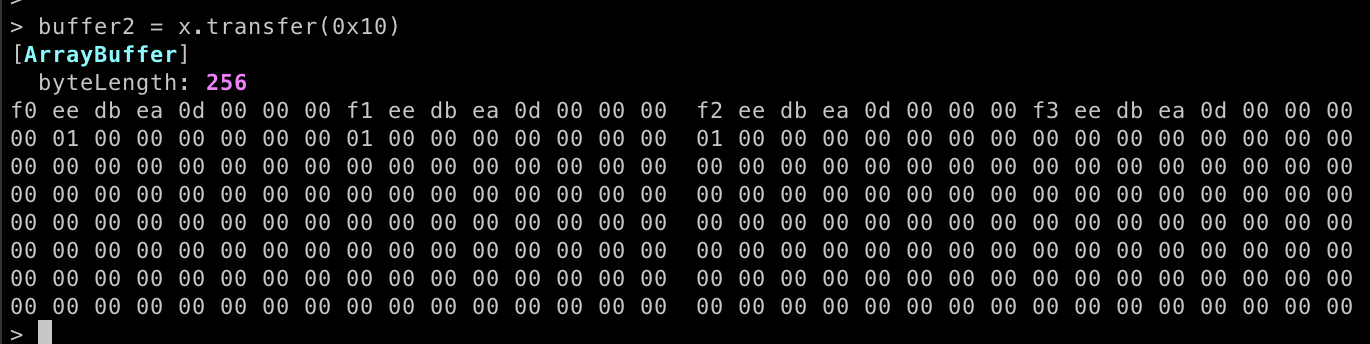 >
> buffer2 = x.transfer(0x10)
[ArrayBuffer]
byteLength: 256
f0 ee db ea 0d 00 00 00 f1 ee db ea 0d 00 00 00 f2 ee db ea 0d 00 00 00 f3 ee db ea 0d 00 00 00
00 01 00 00 00 00 00 00 01 00 00 00 00 00 00 00 01 00 00 00 00 00 00 00 00 00 00 00 00 00 00 00
00 00 00 00 00 00 00 00 00 00 00 00 00 00 00 00 00 00 00 00 00 00 00 00 00 00 00 00 00 00 00 00
00 00 00 00 00 00 00 00 00 00 00 00 00 00 00 00 00 00 00 00 00 00 00 00 00 00 00 00 00 00 00 00
00 00 00 00 00 00 00 00 00 00 00 00 00 00 00 00 00 00 00 00 00 00 00 00 00 00 00 00 00 00 00 00
00 00 00 00 00 00 00 00 00 00 00 00 00 00 00 00 00 00 00 00 00 00 00 00 00 00 00 00 00 00 00 00
00 00 00 00 00 00 00 00 00 00 00 00 00 00 00 00 00 00 00 00 00 00 00 00 00 00 00 00 00 00 00 00
00 00 00 00 00 00 00 00 00 00 00 00 00 00 00 00 00 00 00 00 00 00 00 00 00 00 00 00 00 00 00 00
>